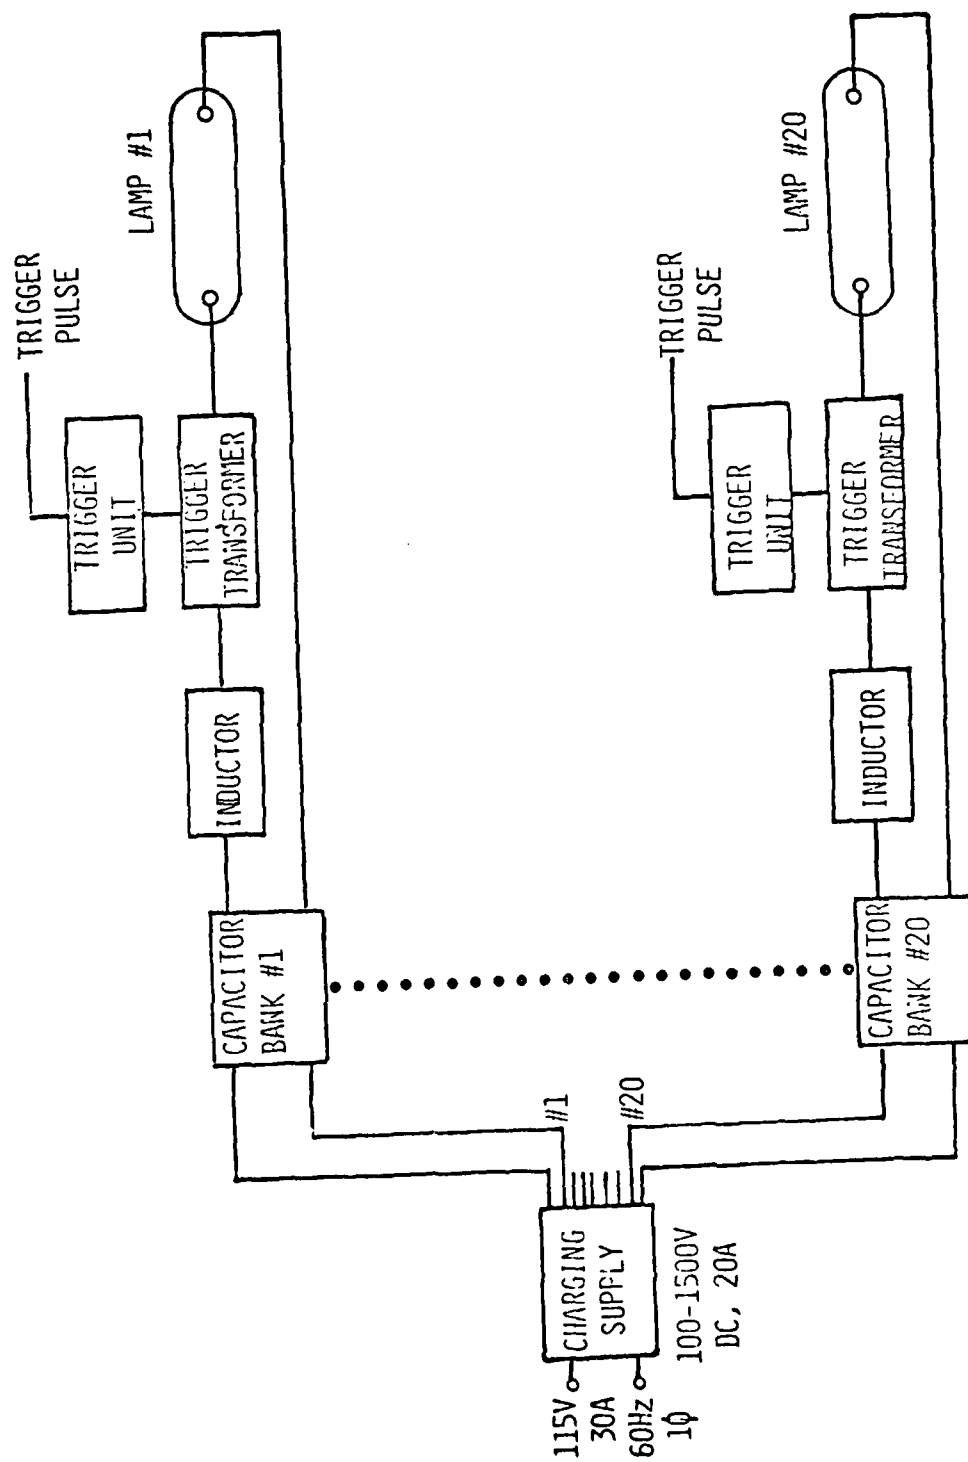 TRIGGER
PULSE
LAMP #1
TRIGGER
UNIT
TRIGGER
TRANSFORMER
INDUCTOR
CAPACITOR
BANK #1
#1
#20
115V
30A
60Hz
1φ
CHARGING
SUPPLY
100-1500V
DC, 20A
TRIGGER
PULSE
LAMP #20
TRIGGER
UNIT
TRIGGER
TRANSFORMER
INDUCTOR
CAPACITOR
BANK #20